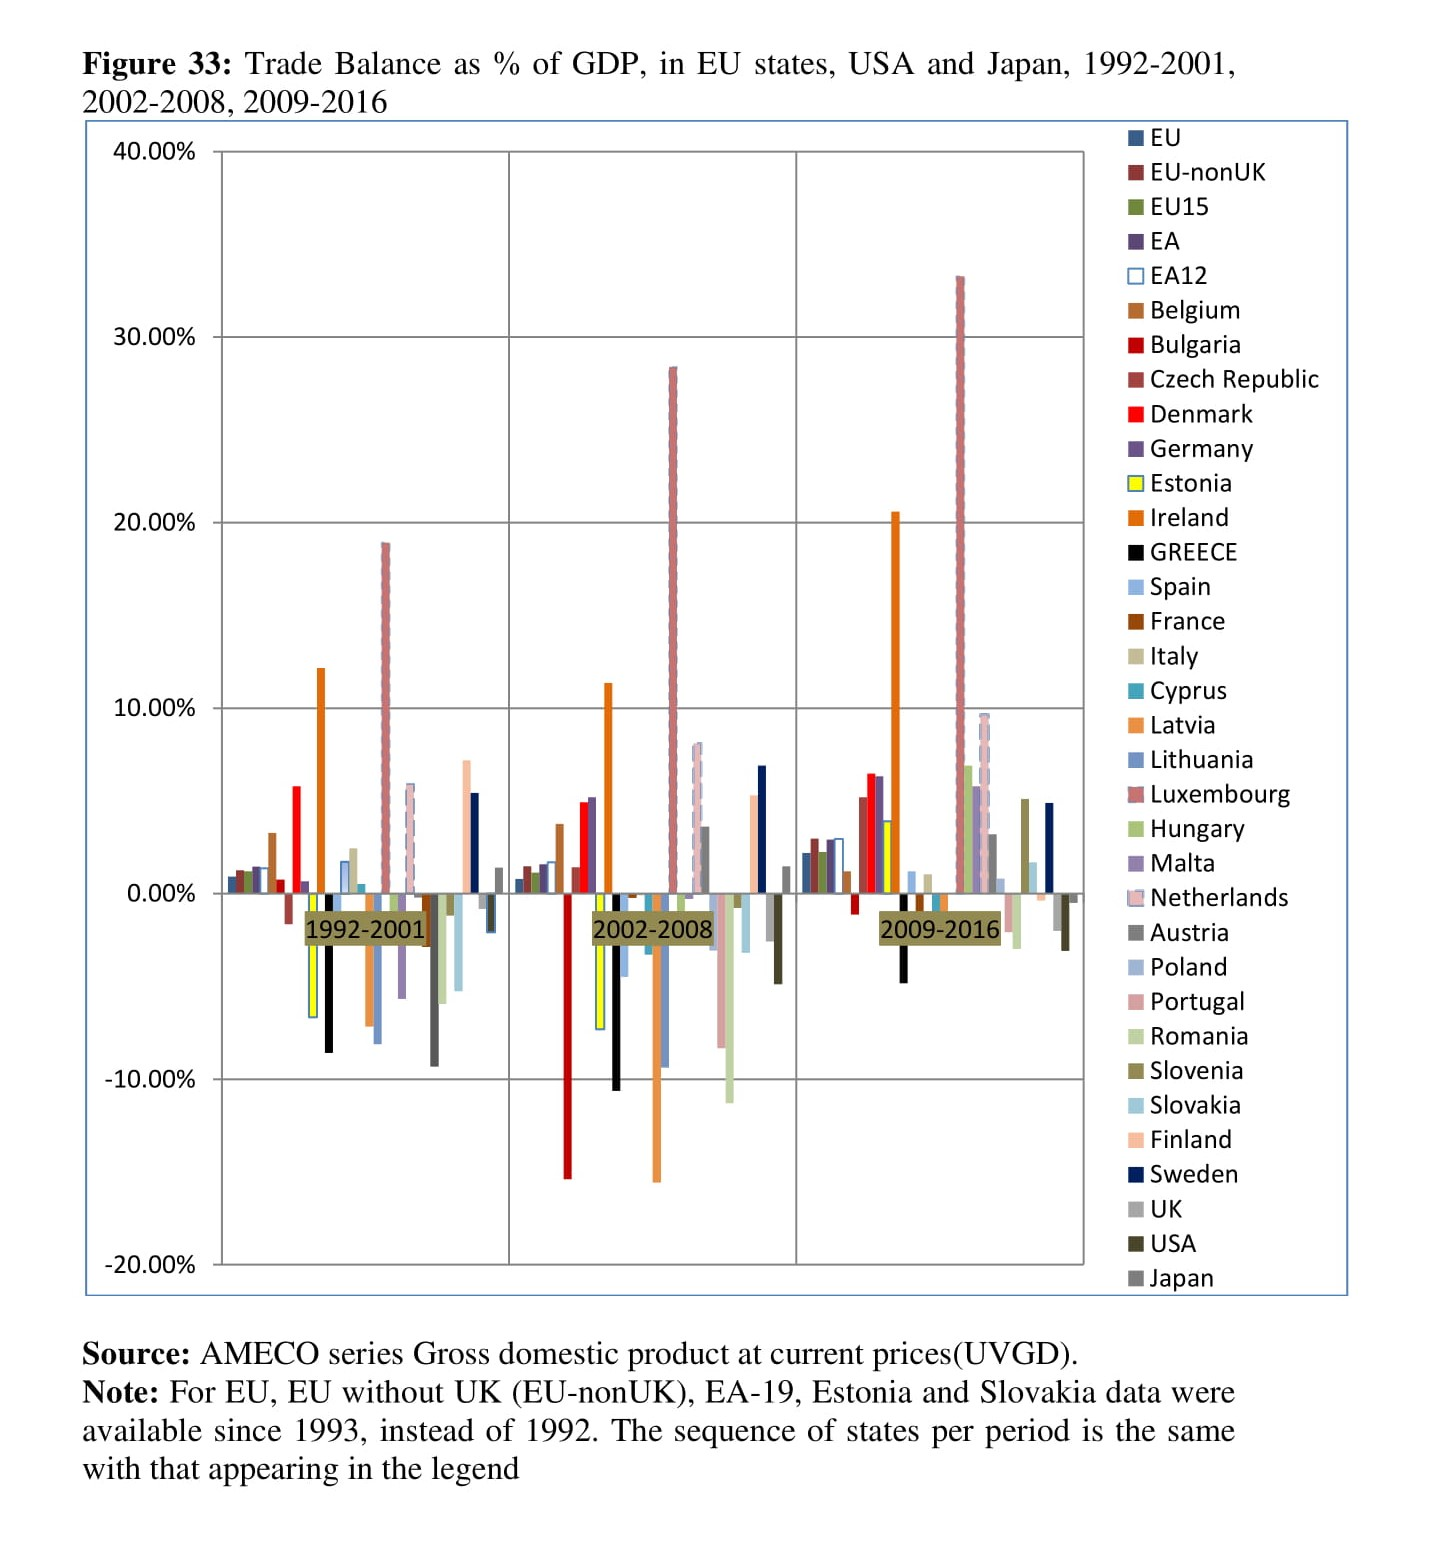 Figure 33: Trade Balance as % of GDP, in EU states, USA and Japan, 1992-2001,
2002-2008, 2009-2016
40.00%
30.00%
20.00%
10.00%
0.00%
-10.00%
-20.00%
1992-2001
2002-2008
2009-2016
EU
EU-nonUK
EU15
EA
EA12
Belgium
Bulgaria
Czech Republic
Denmark
Germany
Estonia
Ireland
GREECE
Spain
France
Italy
Cyprus
Latvia
Lithuania
Luxembourg
Hungary
Malta
Netherlands
Austria
Poland
Portugal
Romania
Slovenia
Slovakia
Finland
Sweden
UK
USA
Japan
Source: AMECO series Gross domestic product at current prices(UVGD).
Note: For EU, EU without UK (EU-nonUK), EA-19, Estonia and Slovakia data were
available since 1993, instead of 1992. The sequence of states per period is the same
with that appearing in the legend